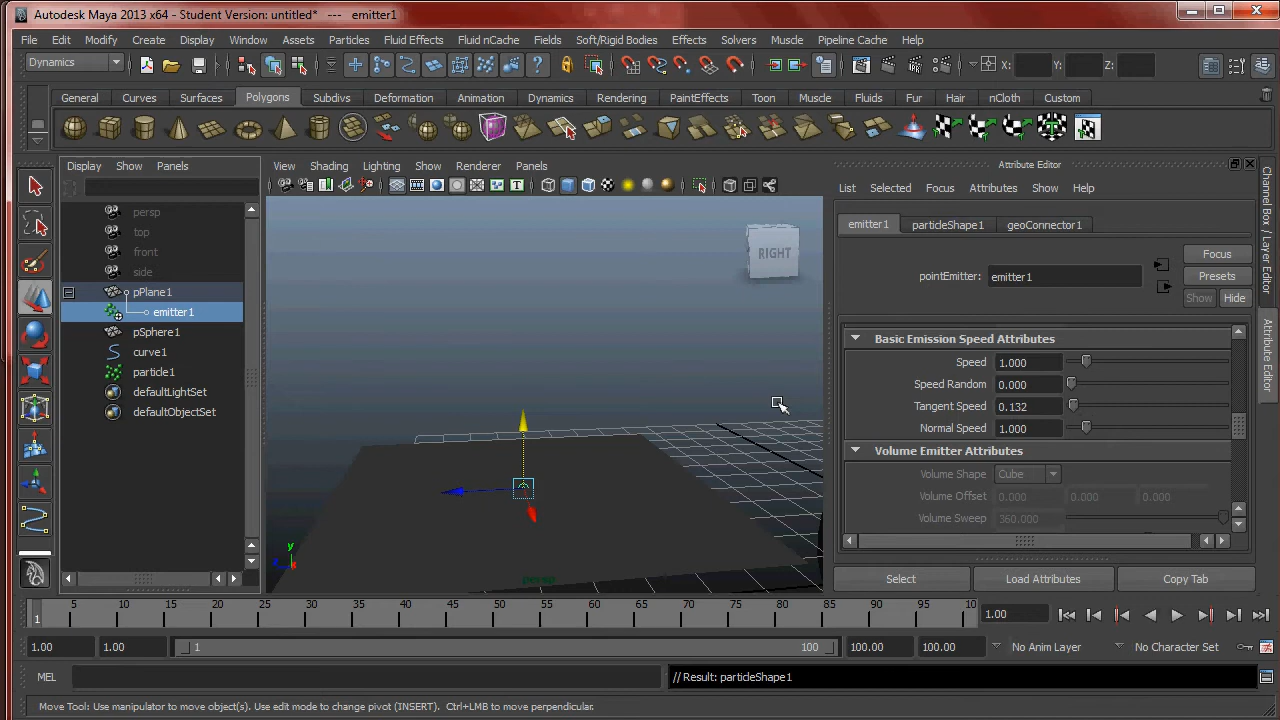 Autodesk Maya 2013 x64 - Student Version: untitled* --- emitter1
File Edit Modify Create Display Window Assets Particles Fluid Effects Fluid nCache Fields Soft/Rigid Bodies Effects Solvers Muscle Pipeline Cache Help
Dynamics X: Y: Z:
General Curves Surfaces Polygons Subdivs Deformation Animation Dynamics Rendering PaintEffects Toon Muscle Fluids Fur Hair nCloth Custom
Display Show Panels
View Shading Lighting Show Renderer Panels
Attribute Editor
List Selected Focus Attributes Show Help
persp
top
front
side
pPlane1
emitter1
pSphere1
curve1
particle1
defaultLightSet
defaultObjectSet
RIGHT
y
z x
persp
emitter1 particleShape1 geoConnector1
Focus
pointEmitter: emitter1 Presets
Show Hide
Basic Emission Speed Attributes
Speed 1.000
Speed Random 0.000
Tangent Speed 0.132
Normal Speed 1.000
Volume Emitter Attributes
Volume Shape Cube
Volume Offset 0.000 0.000 0.000
Volume Sweep 360.000
Select Load Attributes Copy Tab
Channel Box / Layer Editor
Attribute Editor
1 5 10 15 20 25 30 35 40 45 50 55 60 65 70 75 80 85 90 95 10 1.00
1.00 1.00 1 100 100.00 100.00 No Anim Layer No Character Set
MEL // Result: particleShape1
Move Tool: Use manipulator to move object(s). Use edit mode to change pivot (INSERT). Ctrl+LMB to move perpendicular.